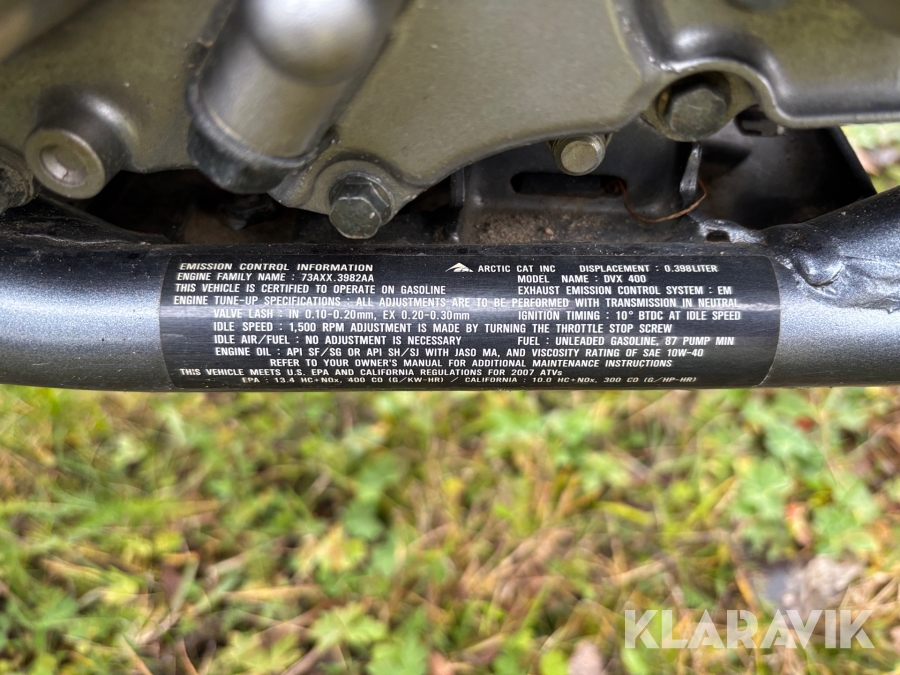 EMISSION CONTROL INFORMATION ARCTIC CAT INC DISPLACEMENT : 0.398LITER
ENGINE FAMILY NAME : 73AXX.3982AA MODEL NAME : DVX 400
THIS VEHICLE IS CERTIFIED TO OPERATE ON GASOLINE EXHAUST EMISSION CONTROL SYSTEM : EM
ENGINE TUNE-UP SPECIFICATIONS : ALL ADJUSTMENTS ARE TO BE PERFORMED WITH TRANSMISSION IN NEUTRAL
VALVE LASH : IN 0.10-0.20mm, EX 0.20-0.30mm IGNITION TIMING : 10° BTDC AT IDLE SPEED
IDLE SPEED : 1,500 RPM ADJUSTMENT IS MADE BY TURNING THE THROTTLE STOP SCREW
IDLE AIR/FUEL : NO ADJUSTMENT IS NECESSARY FUEL : UNLEADED GASOLINE, 87 PUMP MIN
ENGINE OIL : API SF/SG OR API SH/SJ WITH JASO MA, AND VISCOSITY RATING OF SAE 10W-40
REFER TO YOUR OWNER'S MANUAL FOR ADDITIONAL MAINTENANCE INSTRUCTIONS
THIS VEHICLE MEETS U.S. EPA AND CALIFORNIA REGULATIONS FOR 2007 ATVs
EPA : 13.4 HC+NOx, 400 CO (G/KW-HR) / CALIFORNIA : 10.0 HC+NOx, 300 CO (G/HP-HR)
KLARAVIK